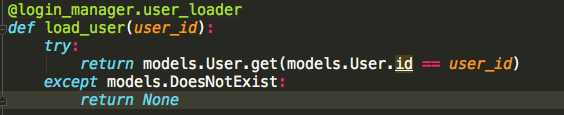 @login_manager.user_loader
def load_user(user_id):
    try:
        return models.User.get(models.User.id == user_id)
    except models.DoesNotExist:
        return None